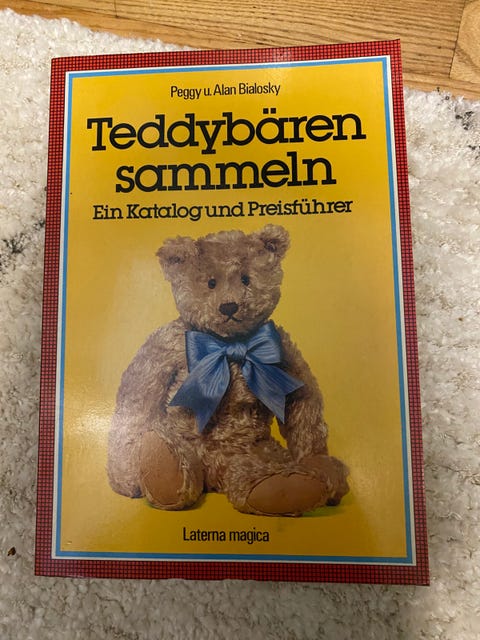 Peggy u. Alan Bialosky
Teddybären
sammeln
Ein Katalog und Preisführer
Laterna magica